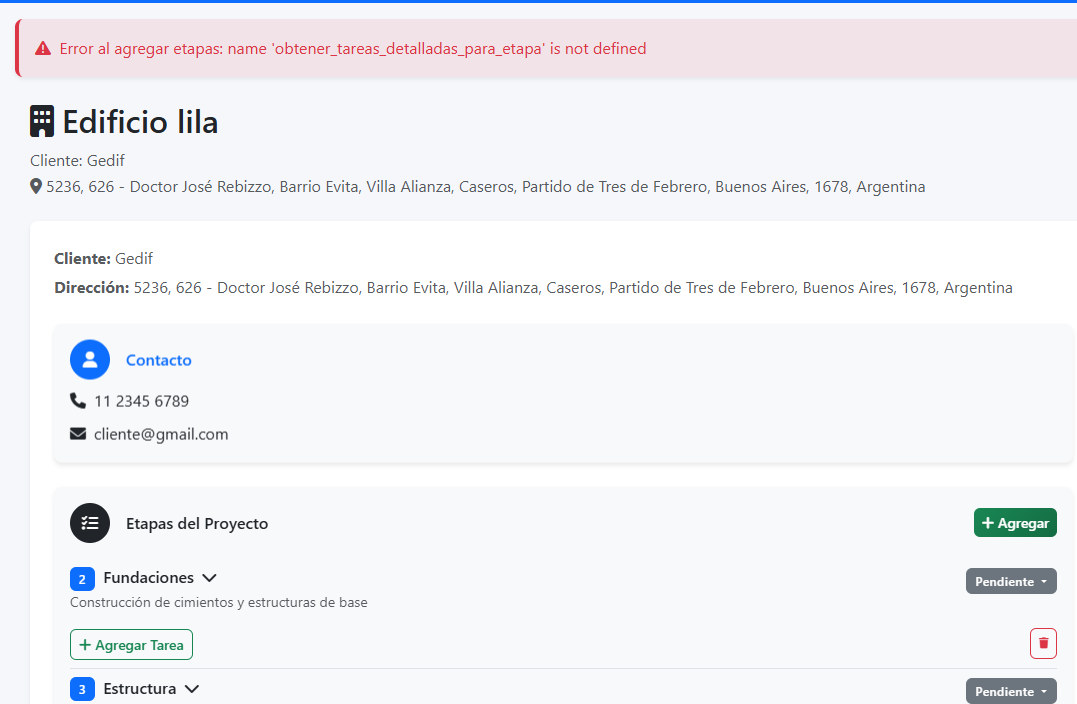 Error al agregar etapas: name 'obtener_tareas_detalladas_para_etapa' is not defined
Edificio lila
Cliente: Gedif
5236, 626 - Doctor José Rebizzo, Barrio Evita, Villa Alianza, Caseros, Partido de Tres de Febrero, Buenos Aires, 1678, Argentina
Cliente: Gedif
Dirección: 5236, 626 - Doctor José Rebizzo, Barrio Evita, Villa Alianza, Caseros, Partido de Tres de Febrero, Buenos Aires, 1678, Argentina
Contacto
11 2345 6789
cliente@gmail.com
Etapas del Proyecto
+ Agregar
2 Fundaciones
Pendiente
Construcción de cimientos y estructuras de base
+ Agregar Tarea
3 Estructura
Pendiente